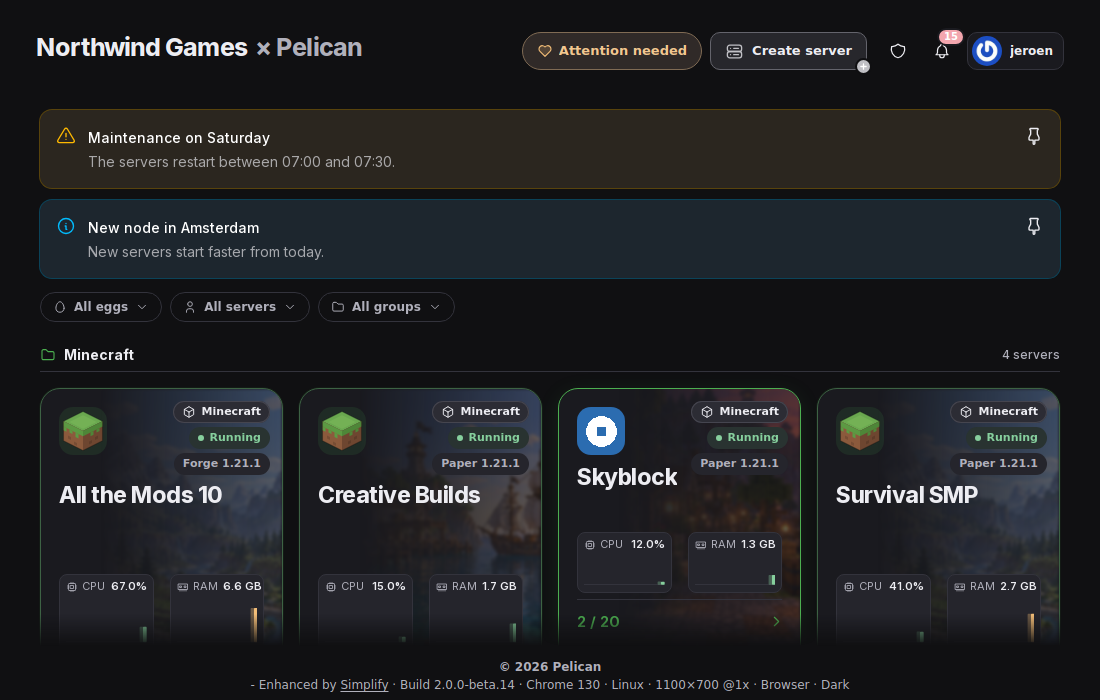 Northwind Games × Pelican
Attention needed
Create server
15
jeroen
Maintenance on Saturday
The servers restart between 07:00 and 07:30.
New node in Amsterdam
New servers start faster from today.
All eggs
All servers
All groups
Minecraft
4 servers
Minecraft
Running
Forge 1.21.1
All the Mods 10
CPU 67.0%
RAM 6.6 GB
Minecraft
Running
Paper 1.21.1
Creative Builds
CPU 15.0%
RAM 1.7 GB
Minecraft
Running
Paper 1.21.1
Skyblock
CPU 12.0%
RAM 1.3 GB
2 / 20
Minecraft
Running
Paper 1.21.1
Survival SMP
CPU 41.0%
RAM 2.7 GB
© 2026 Pelican
- Enhanced by Simplify · Build 2.0.0-beta.14 · Chrome 130 · Linux · 1100×700 @1x · Browser · Dark